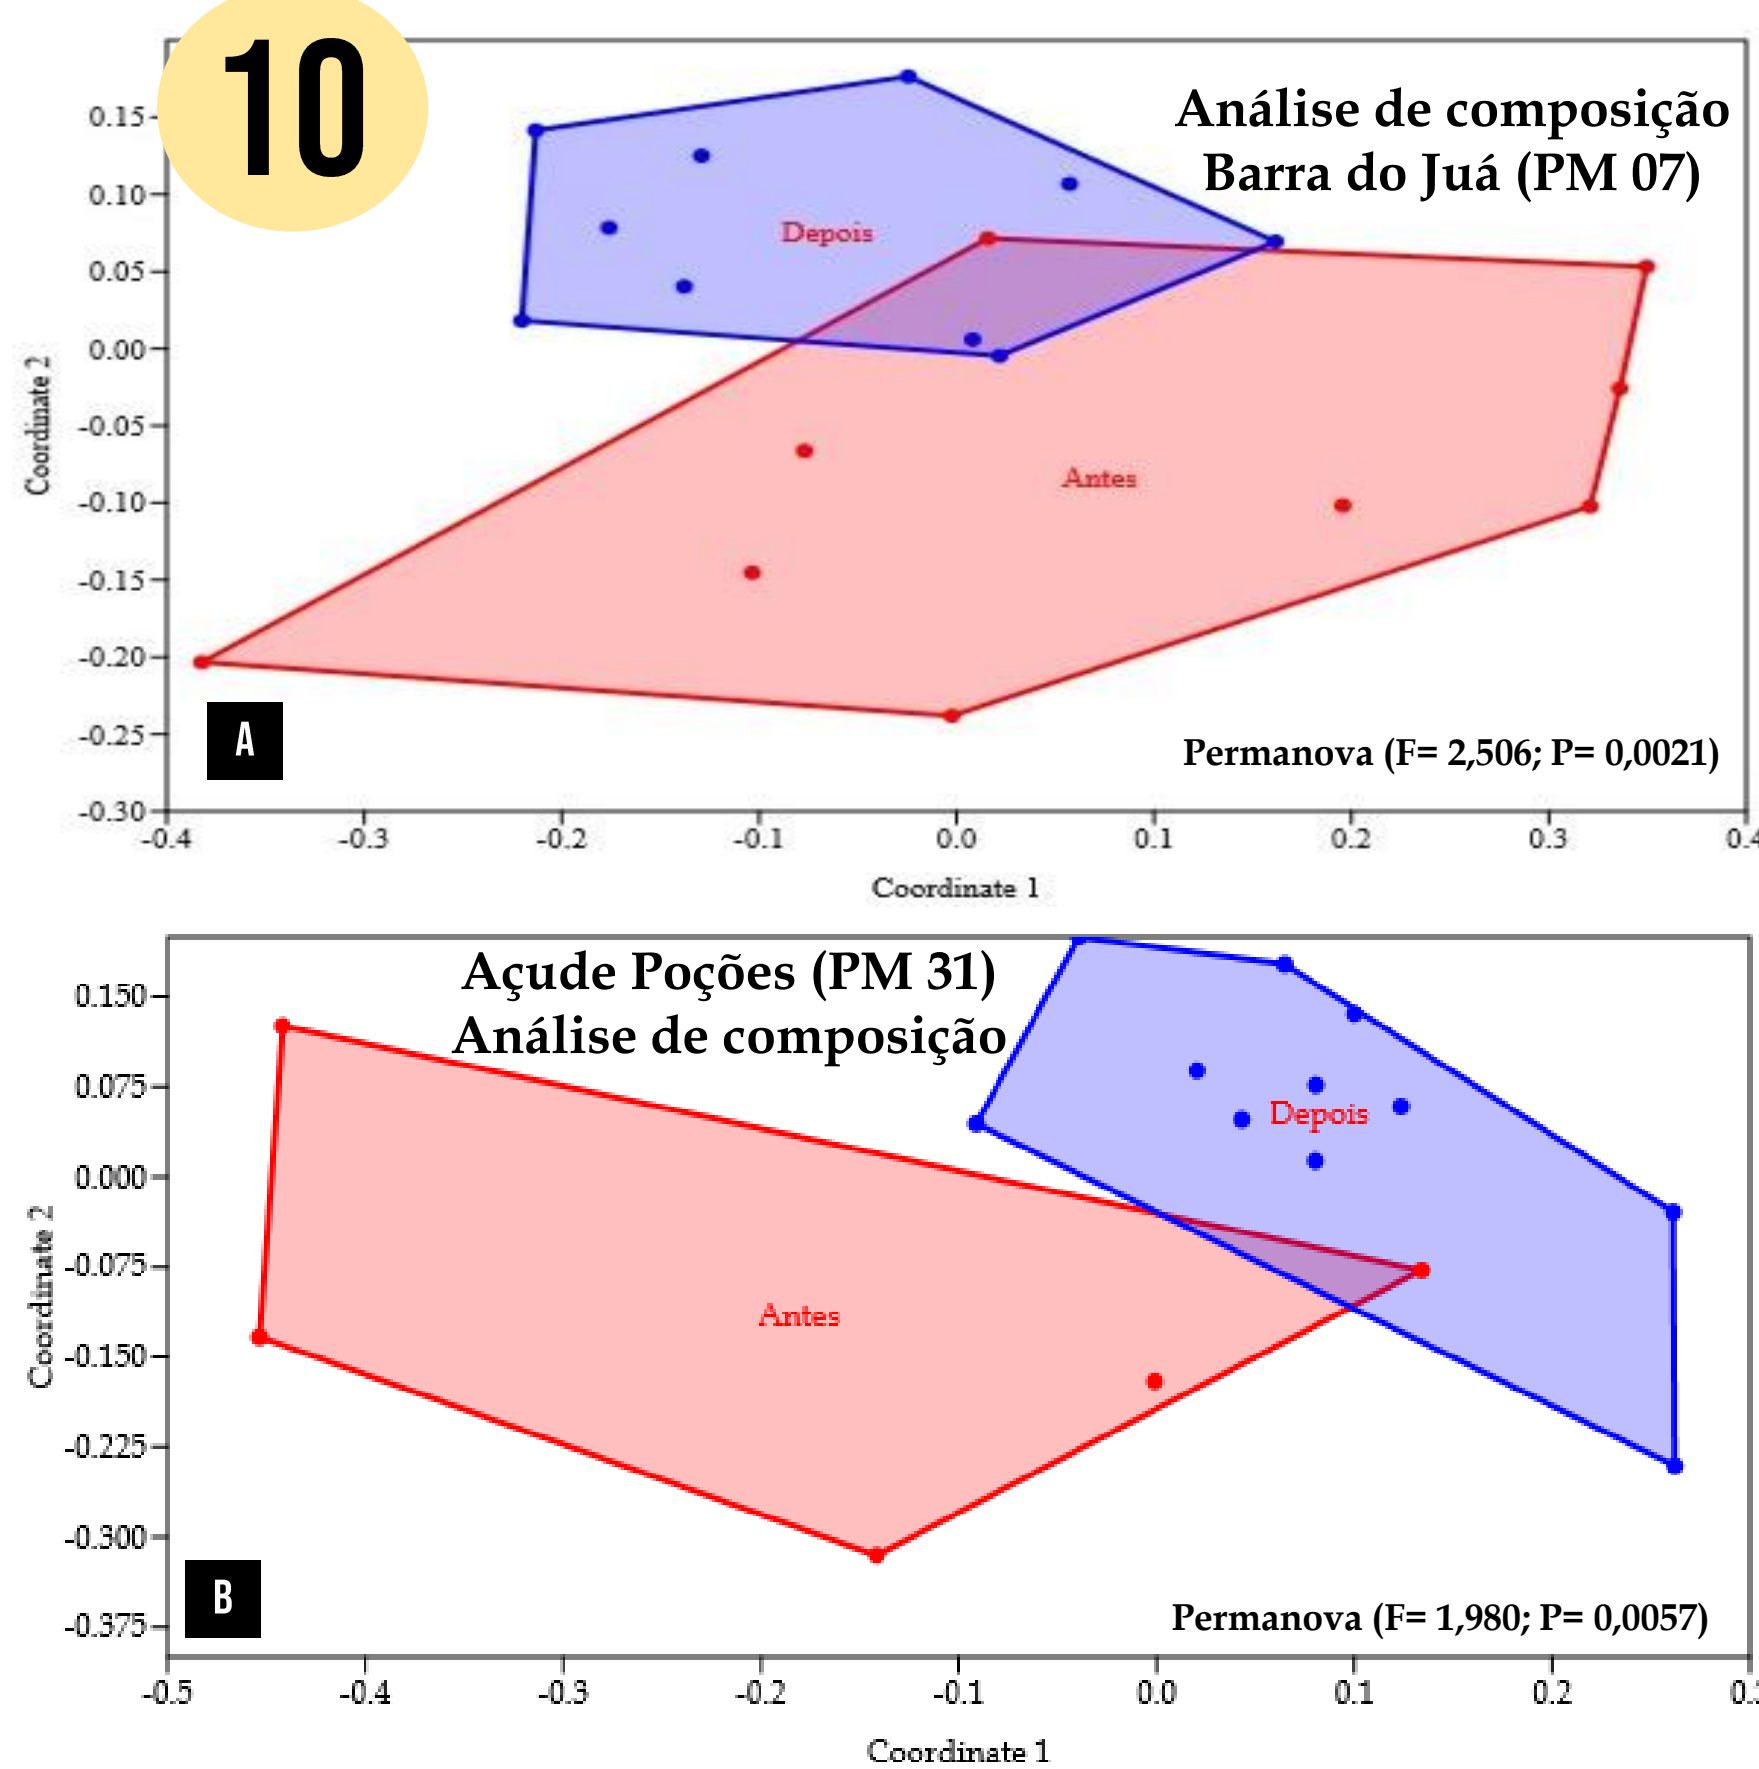 10
Análise de composição
Barra do Juá (PM 07)
0.15
0.10
0.05
0.00
-0.05
-0.10
-0.15
-0.20
-0.25
-0.30
Coordinate 2
Depois
Antes
A
Permanova (F= 2,506; P= 0,0021)
-0.4 -0.3 -0.2 -0.1 0.0 0.1 0.2 0.3 0.4
Coordinate 1
Açude Poções (PM 31)
Análise de composição
0.150
0.075
0.000
-0.075
-0.150
-0.225
-0.300
-0.375
Coordinate 2
Depois
Antes
B
Permanova (F= 1,980; P= 0,0057)
-0.5 -0.4 -0.3 -0.2 -0.1 0.0 0.1 0.2
Coordinate 1